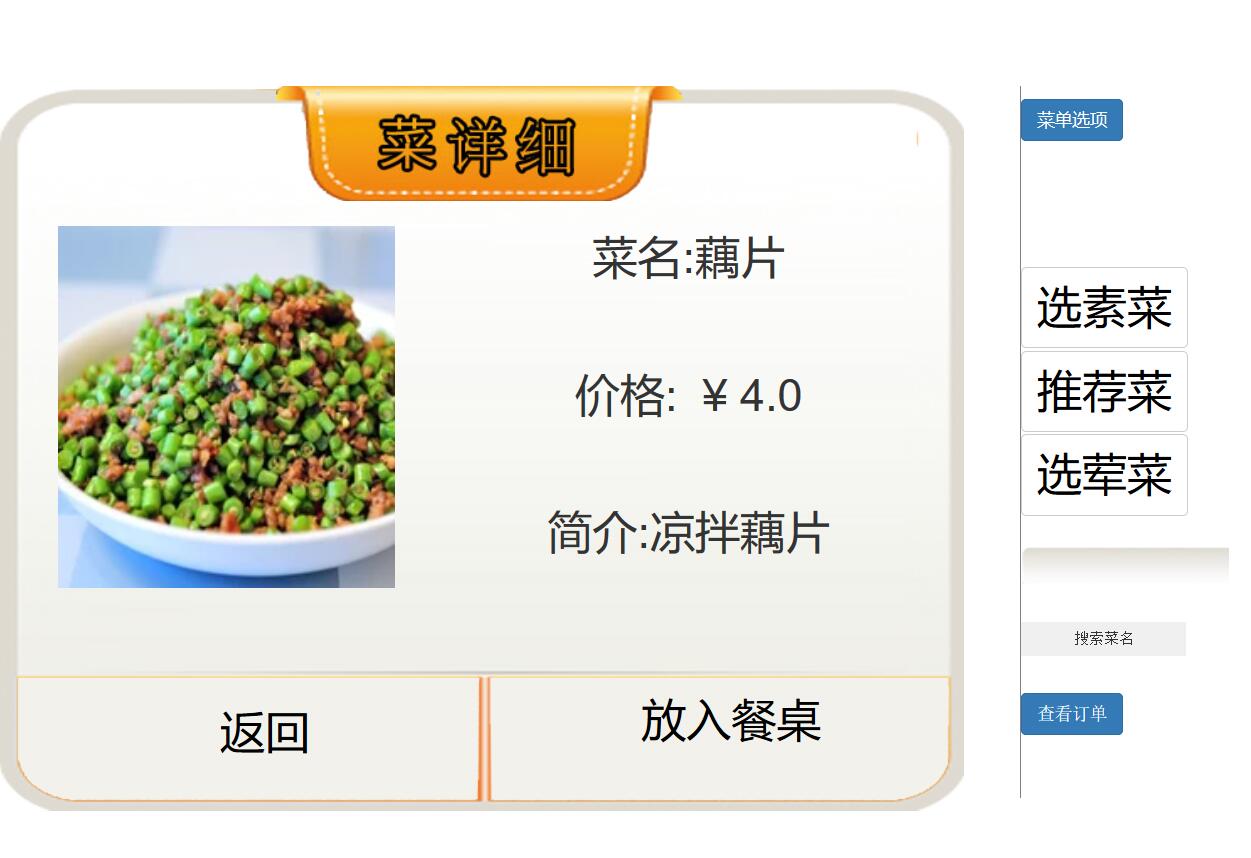 菜详细
菜名:藕片
价格: ￥4.0
简介:凉拌藕片
返回
放入餐桌
菜单选项
选素菜
推荐菜
选荤菜
搜索菜名
查看订单